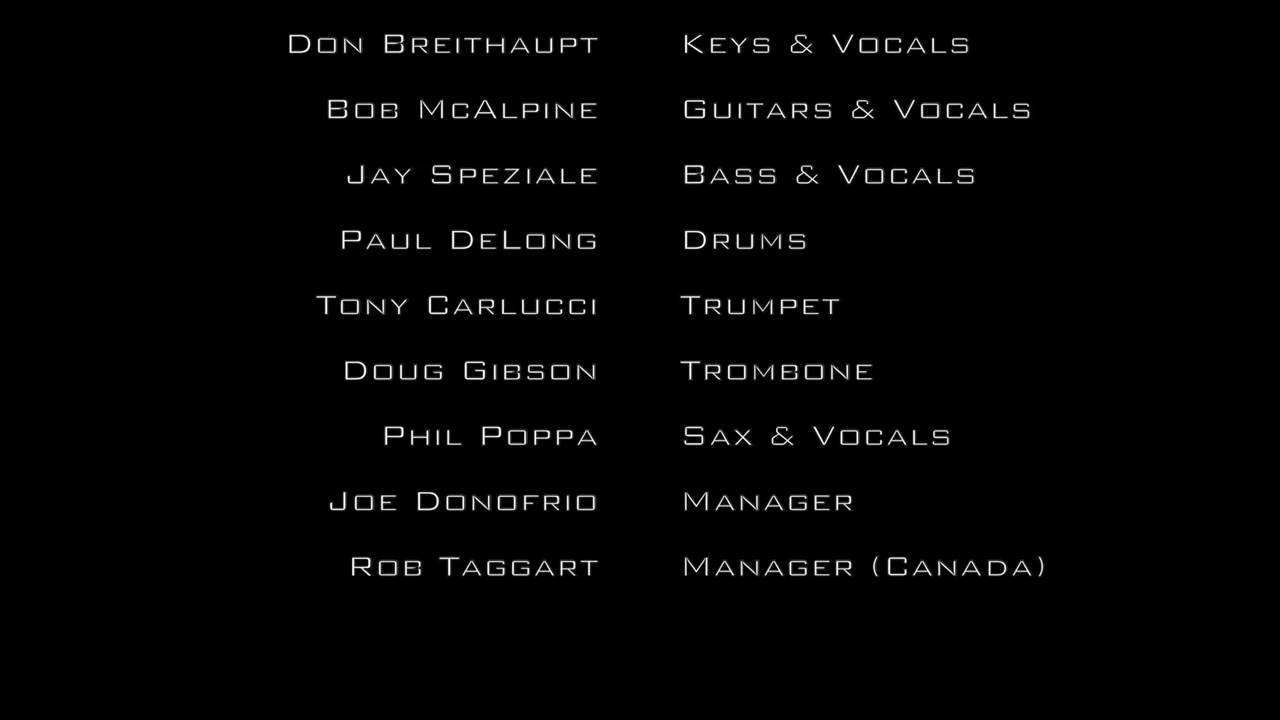 Don Breithaupt Keys & Vocals
Bob McAlpine Guitars & Vocals
Jay Speziale Bass & Vocals
Paul DeLong Drums
Tony Carlucci Trumpet
Doug Gibson Trombone
Phil Poppa Sax & Vocals
Joe Donofrio Manager
Rob Taggart Manager (Canada)